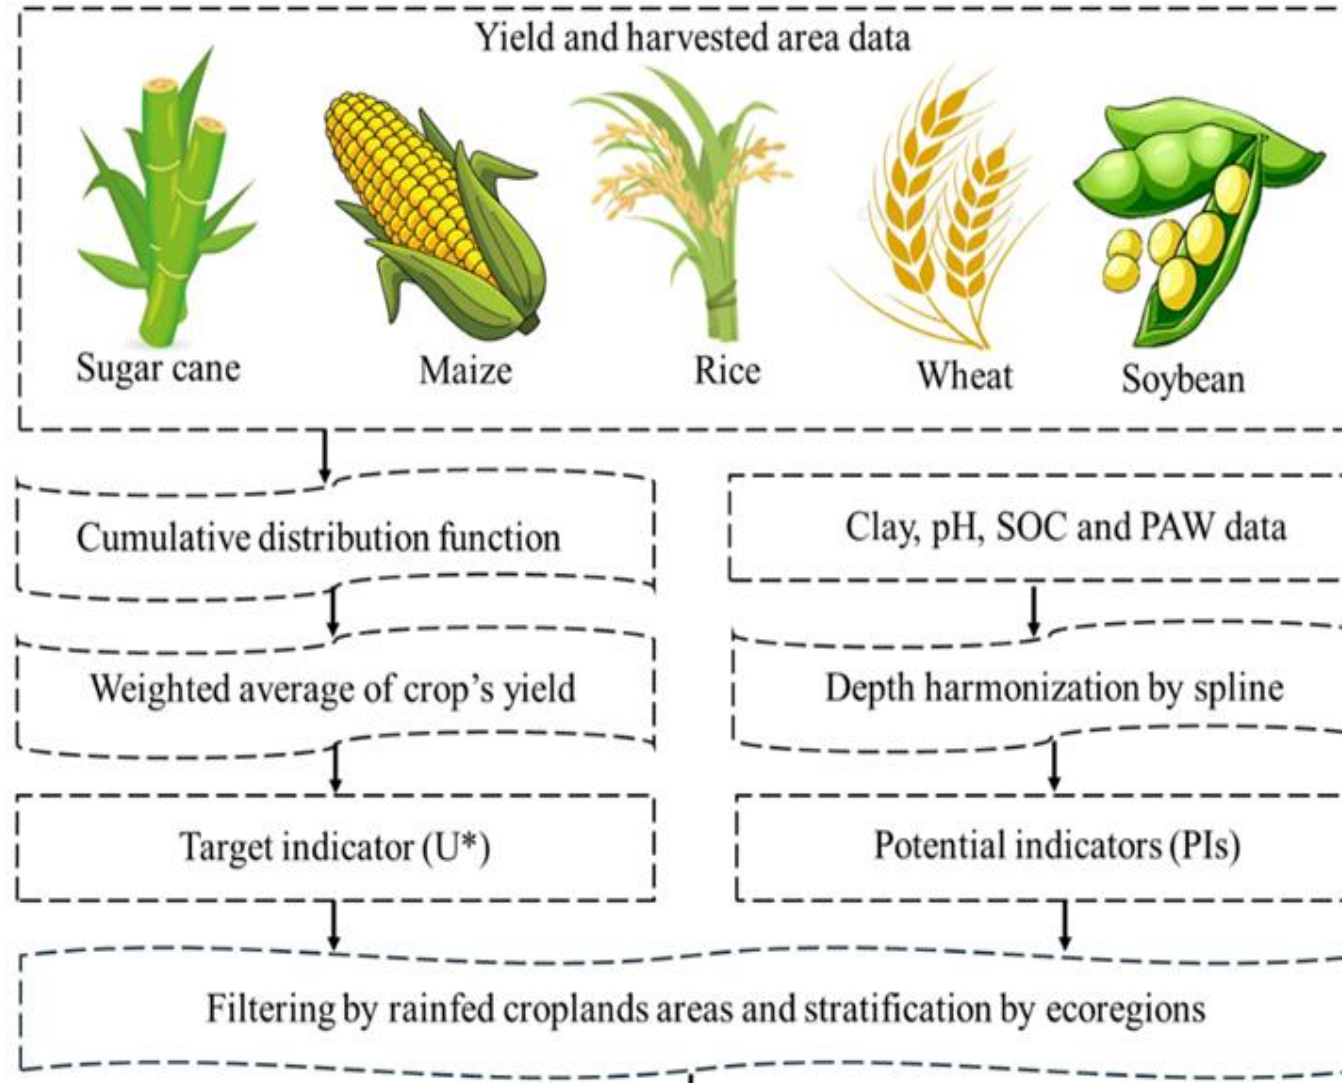 Yield and harvested area data
Sugar cane
Maize
Rice
Wheat
Soybean
Cumulative distribution function
Clay, pH, SOC and PAW data
Weighted average of crop’s yield
Depth harmonization by spline
Target indicator (U*)
Potential indicators (PIs)
Filtering by rainfed croplands areas and stratification by ecoregions